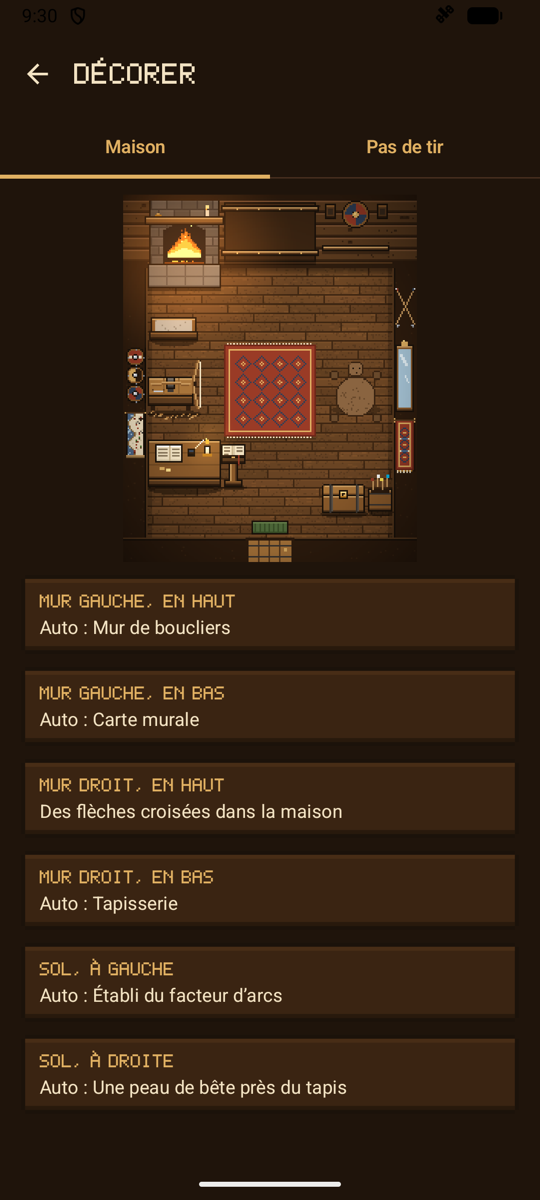 9:30
DÉCORER
Maison
Pas de tir
MUR GAUCHE, EN HAUT
Auto : Mur de boucliers
MUR GAUCHE, EN BAS
Auto : Carte murale
MUR DROIT, EN HAUT
Des flèches croisées dans la maison
MUR DROIT, EN BAS
Auto : Tapisserie
SOL, À GAUCHE
Auto : Établi du facteur d’arcs
SOL, À DROITE
Auto : Une peau de bête près du tapis